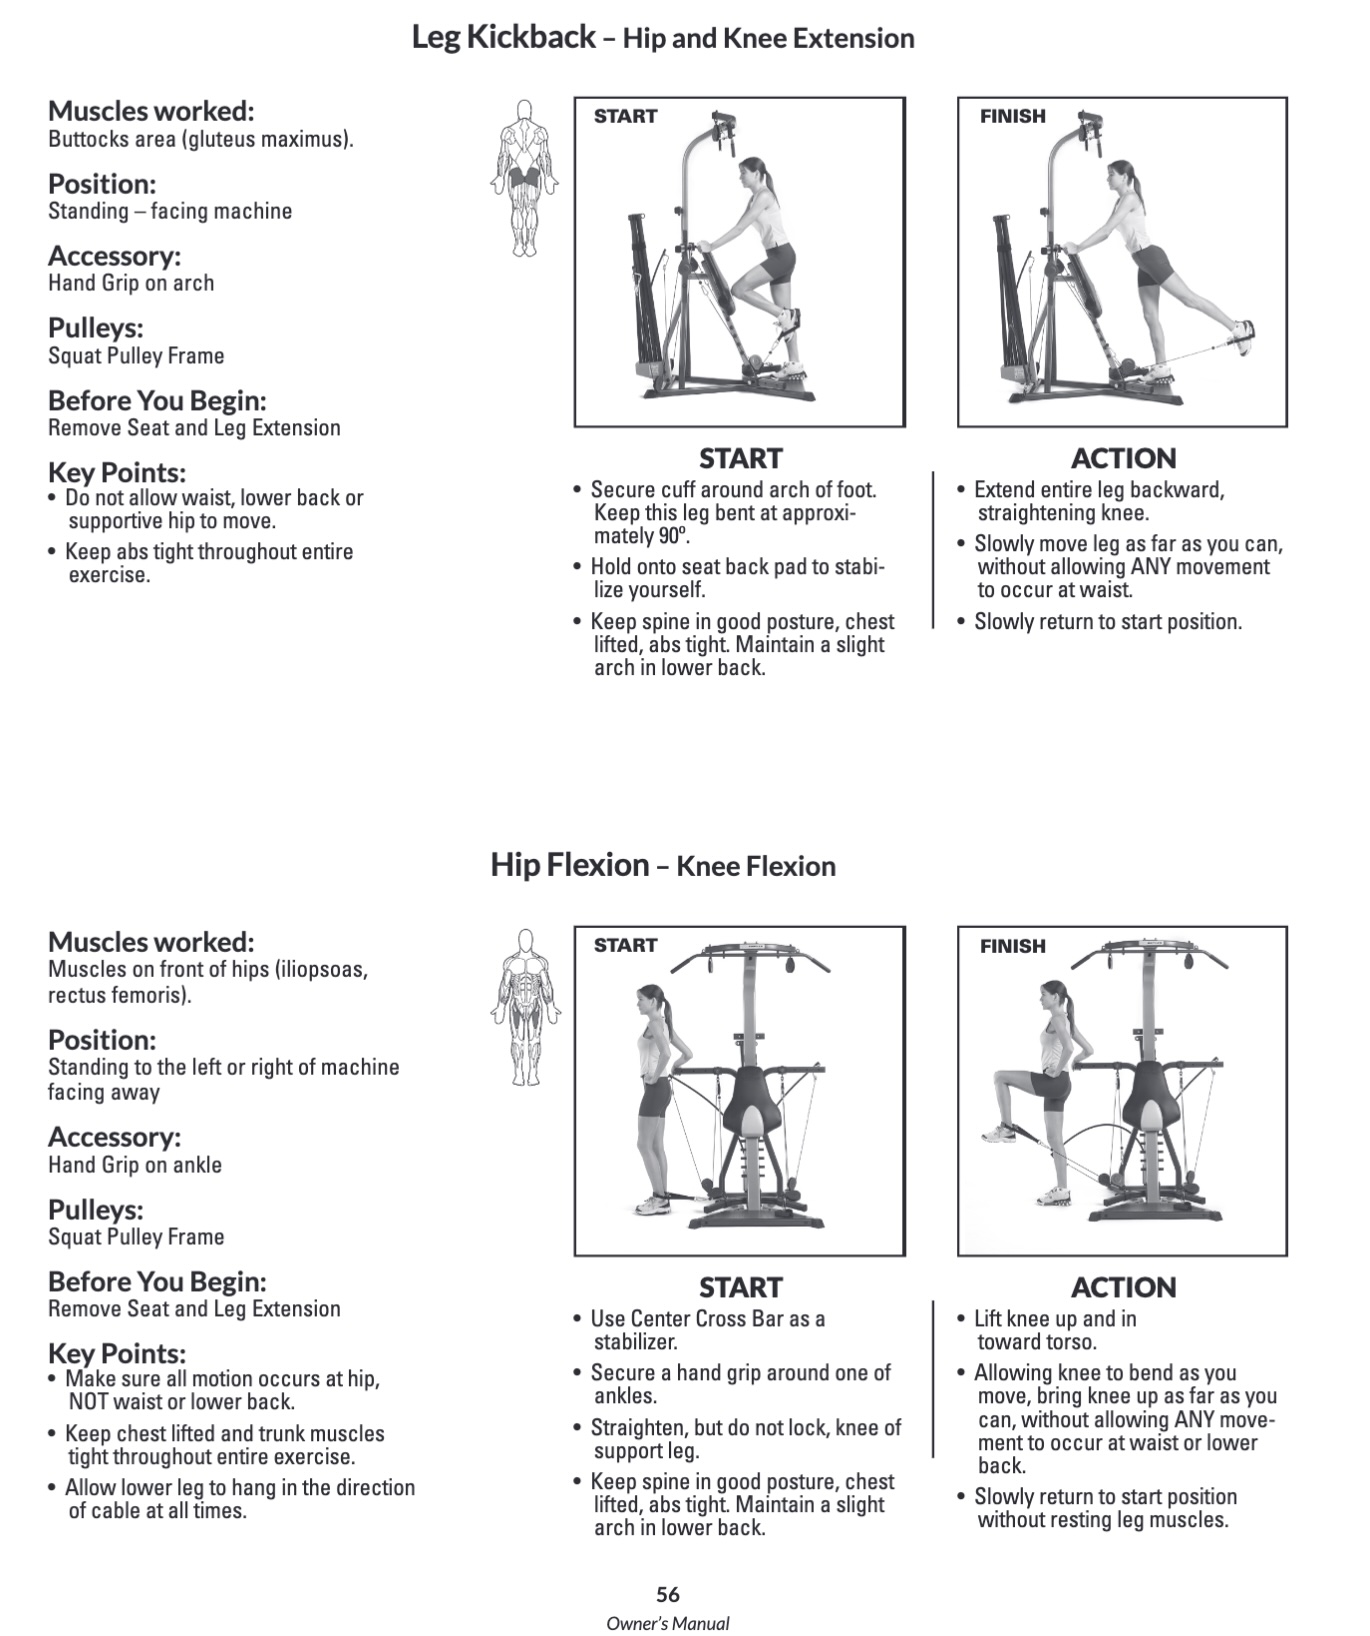 Leg Kickback – Hip and Knee Extension
Muscles worked:
Buttocks area (gluteus maximus).
Position:
Standing – facing machine
Accessory:
Hand Grip on arch
Pulleys:
Squat Pulley Frame
Before You Begin:
Remove Seat and Leg Extension
Key Points:
• Do not allow waist, lower back or
supportive hip to move.
• Keep abs tight throughout entire
exercise.
START
FINISH
START
• Secure cuff around arch of foot.
Keep this leg bent at approxi-
mately 90º.
• Hold onto seat back pad to stabi-
lize yourself.
• Keep spine in good posture, chest
lifted, abs tight. Maintain a slight
arch in lower back.
ACTION
• Extend entire leg backward,
straightening knee.
• Slowly move leg as far as you can,
without allowing ANY movement
to occur at waist.
• Slowly return to start position.
Hip Flexion – Knee Flexion
Muscles worked:
Muscles on front of hips (iliopsoas,
rectus femoris).
Position:
Standing to the left or right of machine
facing away
Accessory:
Hand Grip on ankle
Pulleys:
Squat Pulley Frame
Before You Begin:
Remove Seat and Leg Extension
Key Points:
• Make sure all motion occurs at hip,
NOT waist or lower back.
• Keep chest lifted and trunk muscles
tight throughout entire exercise.
• Allow lower leg to hang in the direction
of cable at all times.
START
FINISH
START
• Use Center Cross Bar as a
stabilizer.
• Secure a hand grip around one of
ankles.
• Straighten, but do not lock, knee of
support leg.
• Keep spine in good posture, chest
lifted, abs tight. Maintain a slight
arch in lower back.
ACTION
• Lift knee up and in
toward torso.
• Allowing knee to bend as you
move, bring knee up as far as you
can, without allowing ANY move-
ment to occur at waist or lower
back.
• Slowly return to start position
without resting leg muscles.
56
Owner's Manual